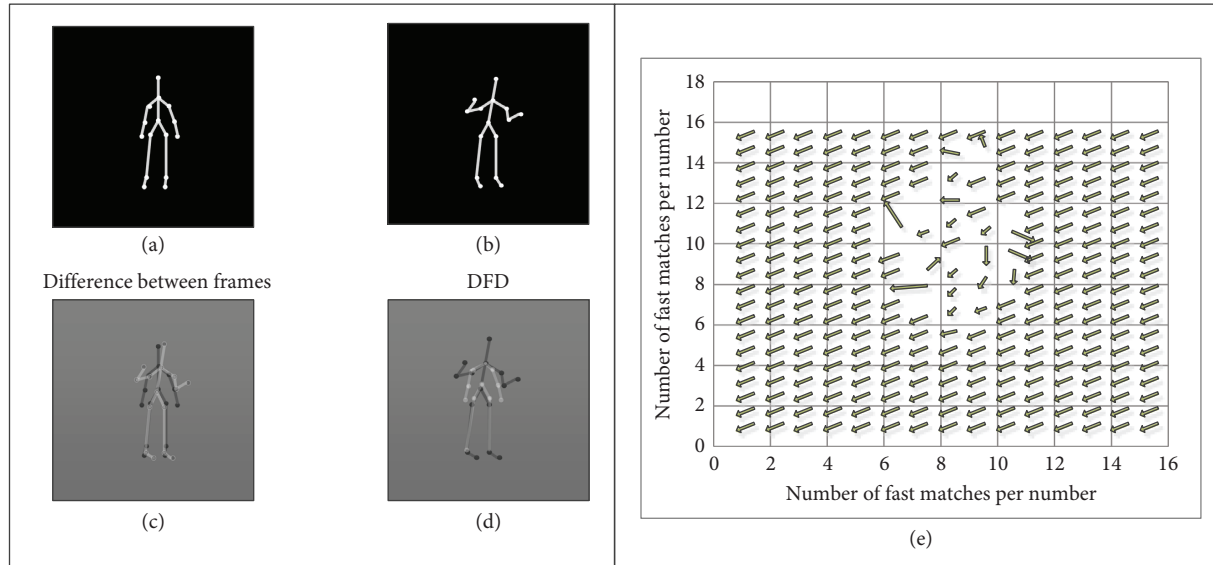 (a)
(b)
Difference between frames
DFD
(c)
(d)
Number of fast matches per number
18
16
14
12
10
8
6
4
2
0
0 2 4 6 8 10 12 14 16
Number of fast matches per number
(e)